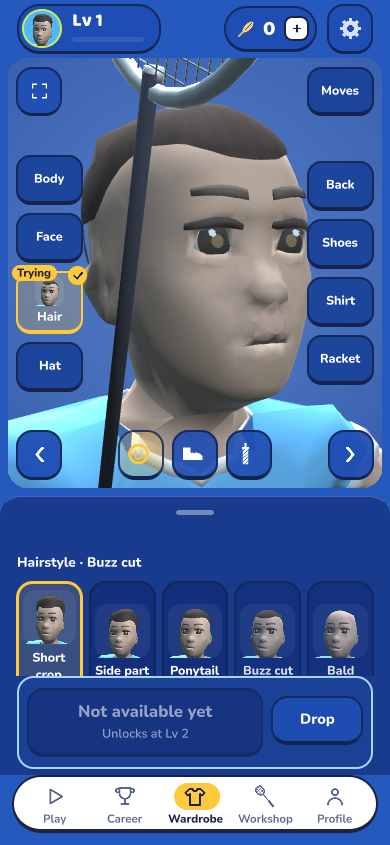 Lv 1
0
+
Moves
Body
Back
Face
Shoes
Trying
Hair
Shirt
Hat
Racket
Hairstyle · Buzz cut
Short
crop
Side part
Ponytail
Buzz cut
Bald
Not available yet
Unlocks at Lv 2
Drop
Play
Career
Wardrobe
Workshop
Profile